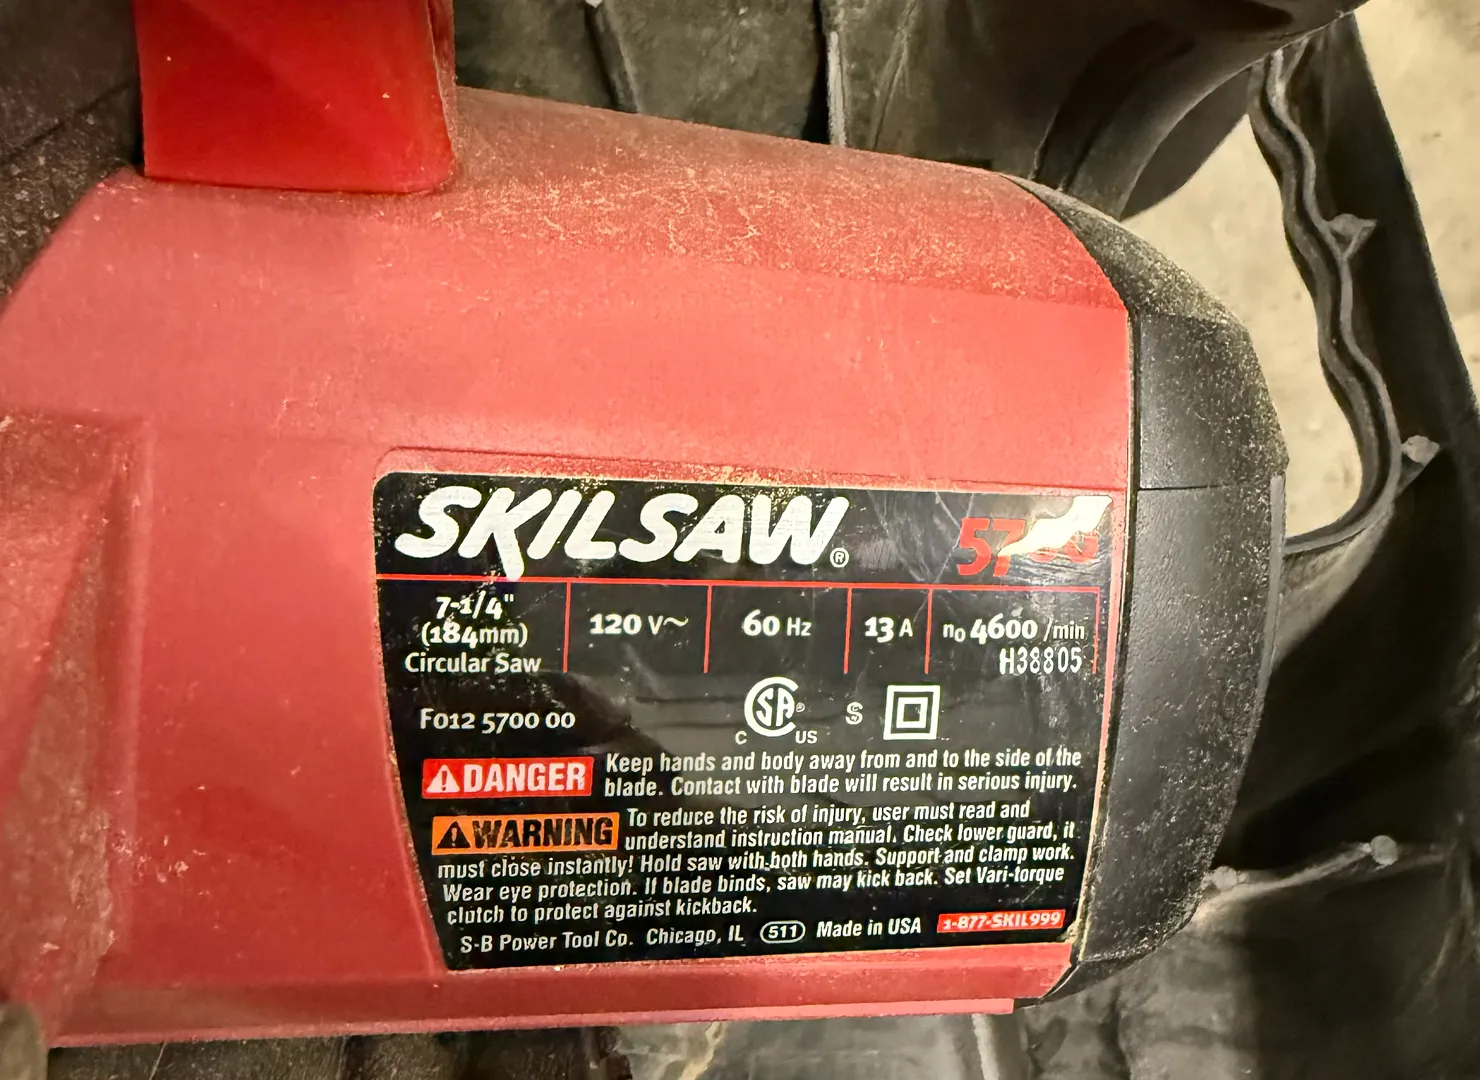 SKILSAW®
7-1/4"
(184mm)
Circular Saw
120 V~
60 Hz
13 A
n₀ 4600 /min
H38805
F012 5700 00
C SA® C US
S
DANGER Keep hands and body away from and to the side of the
blade. Contact with blade will result in serious injury.
WARNING To reduce the risk of injury, user must read and
understand instruction manual. Check lower guard, it
must close instantly! Hold saw with both hands. Support and clamp work.
Wear eye protection. If blade binds, saw may kick back. Set Vari-torque
clutch to protect against kickback.
S-B Power Tool Co. Chicago, IL 511 Made in USA 1-877-SKIL999